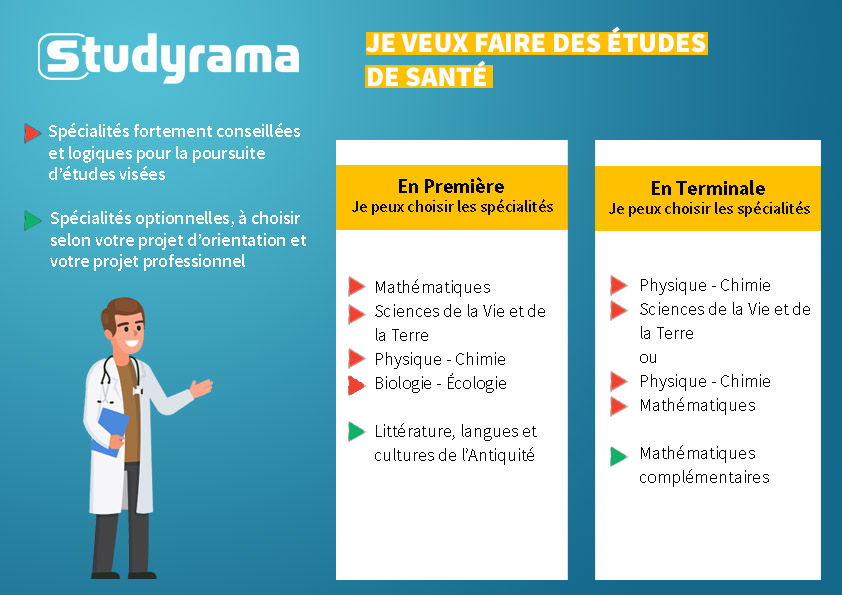 Studyrama
JE VEUX FAIRE DES ÉTUDES
DE SANTÉ
Spécialités fortement conseillées
et logiques pour la poursuite
d'études visées
Spécialités optionnelles, à choisir
selon votre projet d'orientation et
votre projet professionnel
En Première
Je peux choisir les spécialités
Mathématiques
Sciences de la Vie et de
la Terre
Physique - Chimie
Biologie - Écologie
Littérature, langues et
cultures de l'Antiquité
En Terminale
Je peux choisir les spécialités
Physique - Chimie
Sciences de la Vie et de
la Terre
ou
Physique - Chimie
Mathématiques
Mathématiques
complémentaires